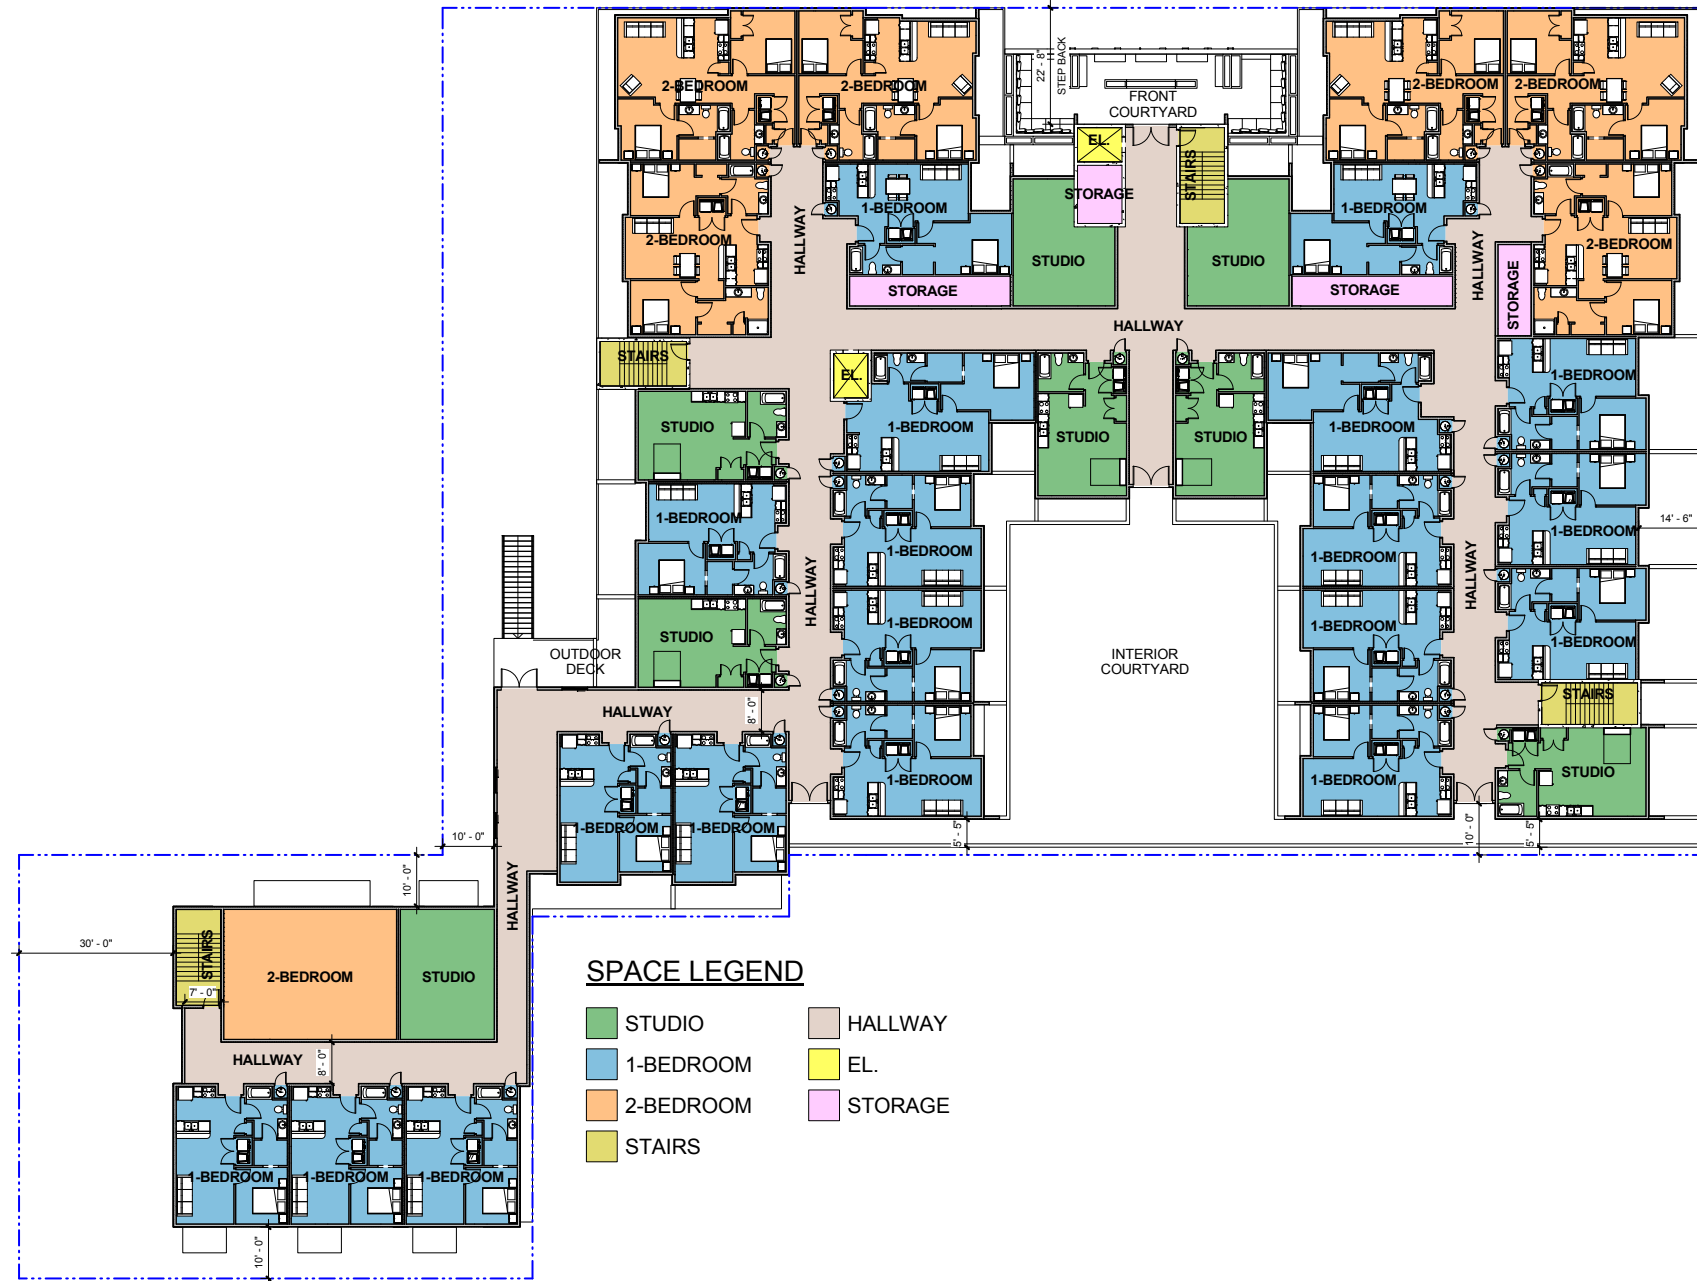 22' - 8"
STEP BACK
FRONT
COURTYARD
2-BEDROOM
2-BEDROOM
2-BEDROOM
2-BEDROOM
EL.
STAIRS
STORAGE
HALLWAY
1-BEDROOM
1-BEDROOM
2-BEDROOM
2-BEDROOM
HALLWAY
STUDIO
STUDIO
STORAGE
STORAGE
STORAGE
HALLWAY
STAIRS
EL.
1-BEDROOM
STUDIO
1-BEDROOM
STUDIO
STUDIO
1-BEDROOM
1-BEDROOM
1-BEDROOM
14' - 6"
1-BEDROOM
1-BEDROOM
1-BEDROOM
HALLWAY
HALLWAY
STUDIO
1-BEDROOM
1-BEDROOM
1-BEDROOM
OUTDOOR
DECK
INTERIOR
COURTYARD
STAIRS
HALLWAY
8' - 0"
1-BEDROOM
1-BEDROOM
STUDIO
1-BEDROOM
1-BEDROOM
10' - 0"
5' - 5"
10' - 0"
5' - 5"
10' - 0"
HALLWAY
30' - 0"
STAIRS
7' - 0"
2-BEDROOM
STUDIO
HALLWAY
8' - 0"
1-BEDROOM
1-BEDROOM
1-BEDROOM
10' - 0"
SPACE LEGEND
STUDIO
HALLWAY
1-BEDROOM
EL.
2-BEDROOM
STORAGE
STAIRS